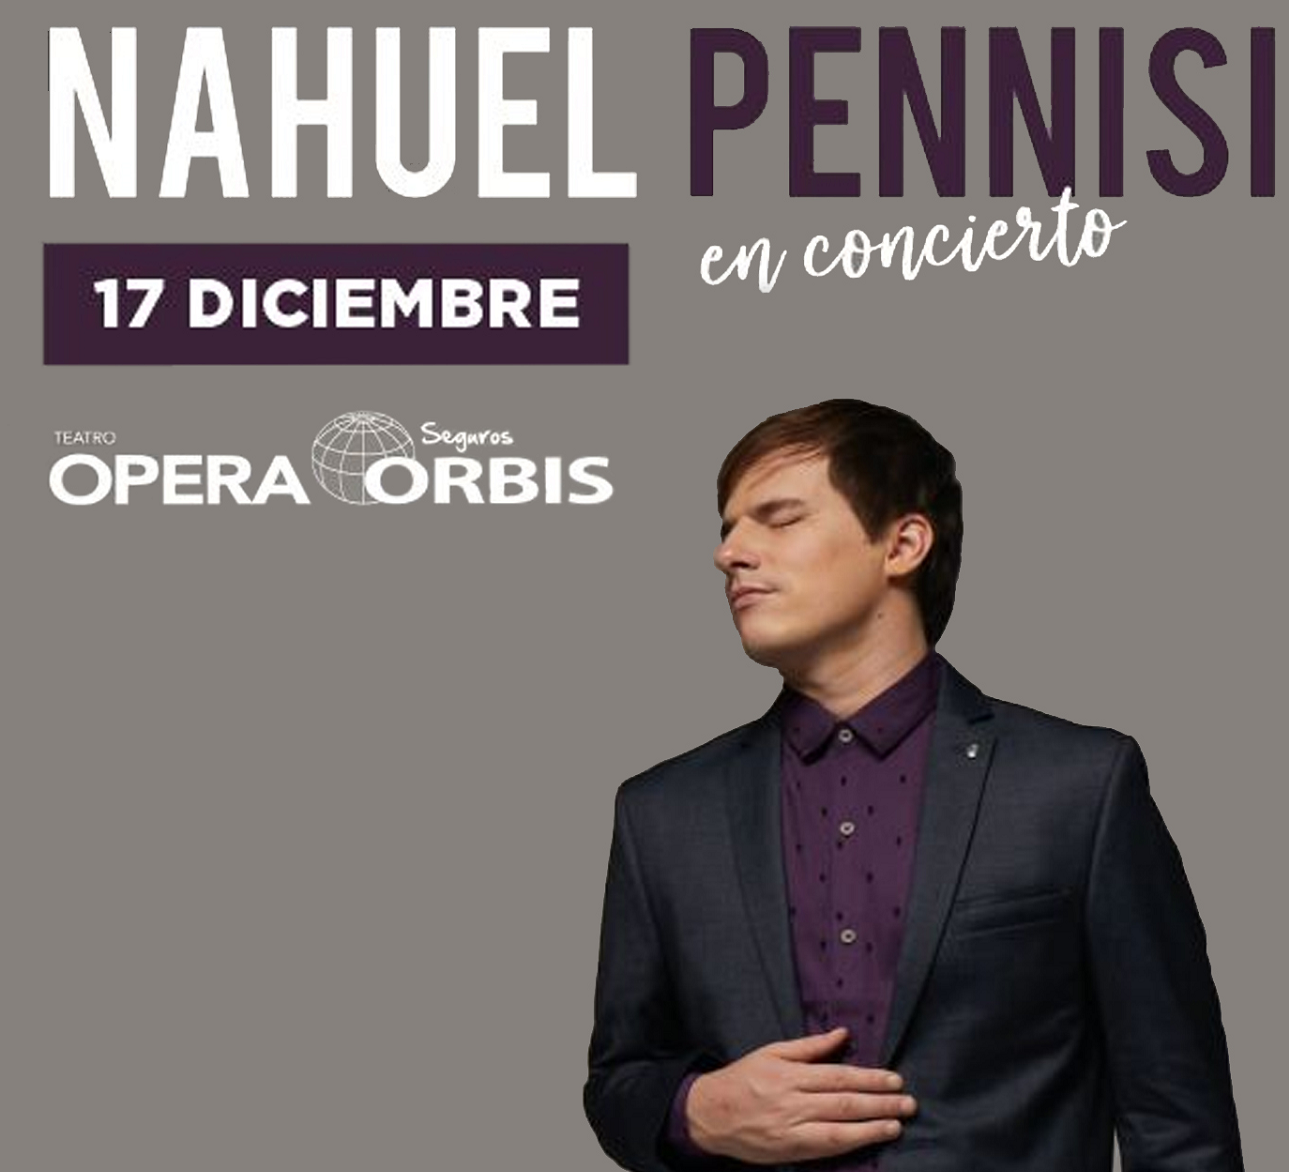 NAHUEL PENNISI
en concierto
17 DICIEMBRE
TEATRO
OPERA
Seguros
ORBIS